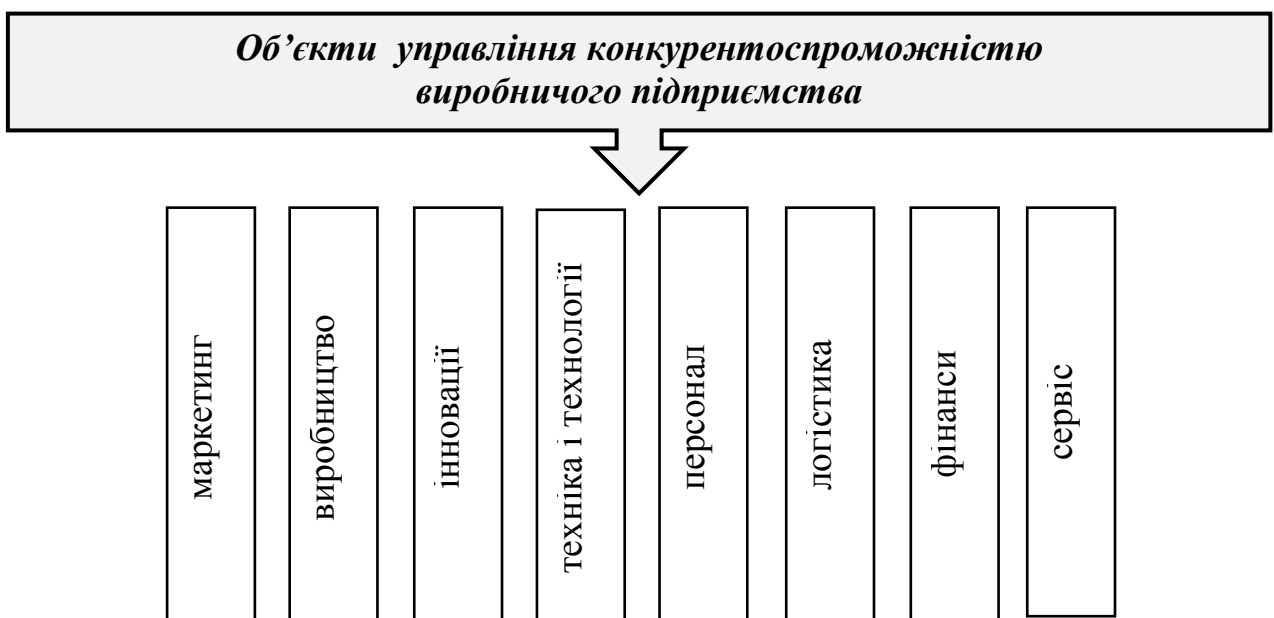 Об’єкти управління конкурентоспроможністю
виробничого підприємства
маркетинг
виробництво
інновації
техніка і технології
персонал
логістика
фінанси
сервіс